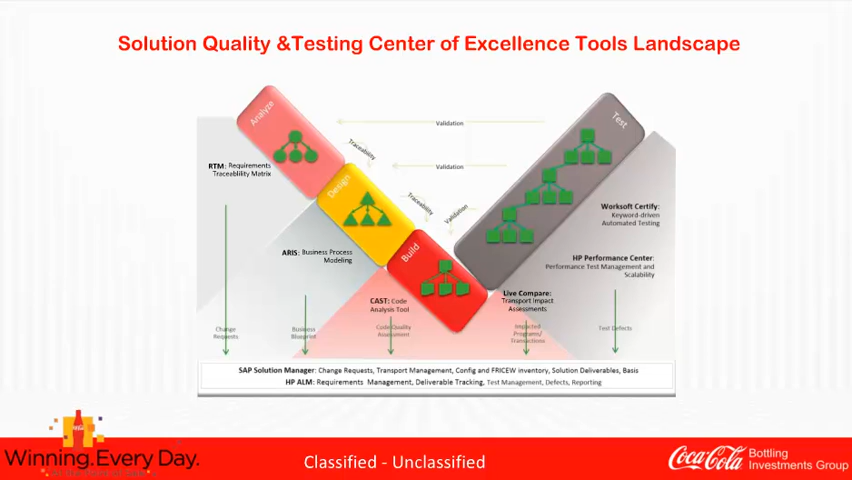 Solution Quality &Testing Center of Excellence Tools Landscape
Analyze
Test
Validation
Traceability
RTM: Requirements
Traceablility Matrix
Validation
Design
Traceability
Validation
Worksoft Certify:
Keyword-driven
Automated Testing
ARIS: Business Process
Modeling
Build
HP Performance Center:
Performance Test Management and
Scalability
CAST: Code
Analysis Tool
Live Compare:
Transport Impact
Assessments
Change
Requests
Business
Blueprint
Code Quality
Assessment
Impacted
Programs/
Transactions
Test Defects
SAP Solution Manager: Change Requests, Transport Management, Config and FRICEW inventory, Solution Deliverables, Basis
HP ALM: Requirements Management, Deliverable Tracking, Test Management, Defects, Reporting
Winning.Every Day.
Classified - Unclassified
Coca-Cola
Bottling
Investments Group